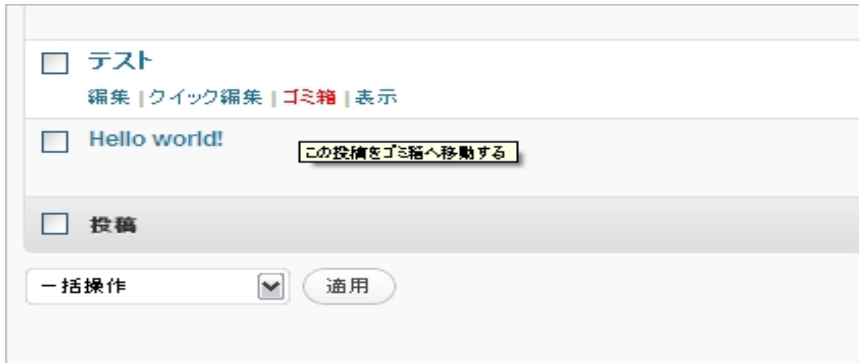 テスト
編集 | クイック編集 | ゴミ箱 | 表示
Hello world!
この投稿をゴミ箱へ移動する
投稿
一括操作 適用